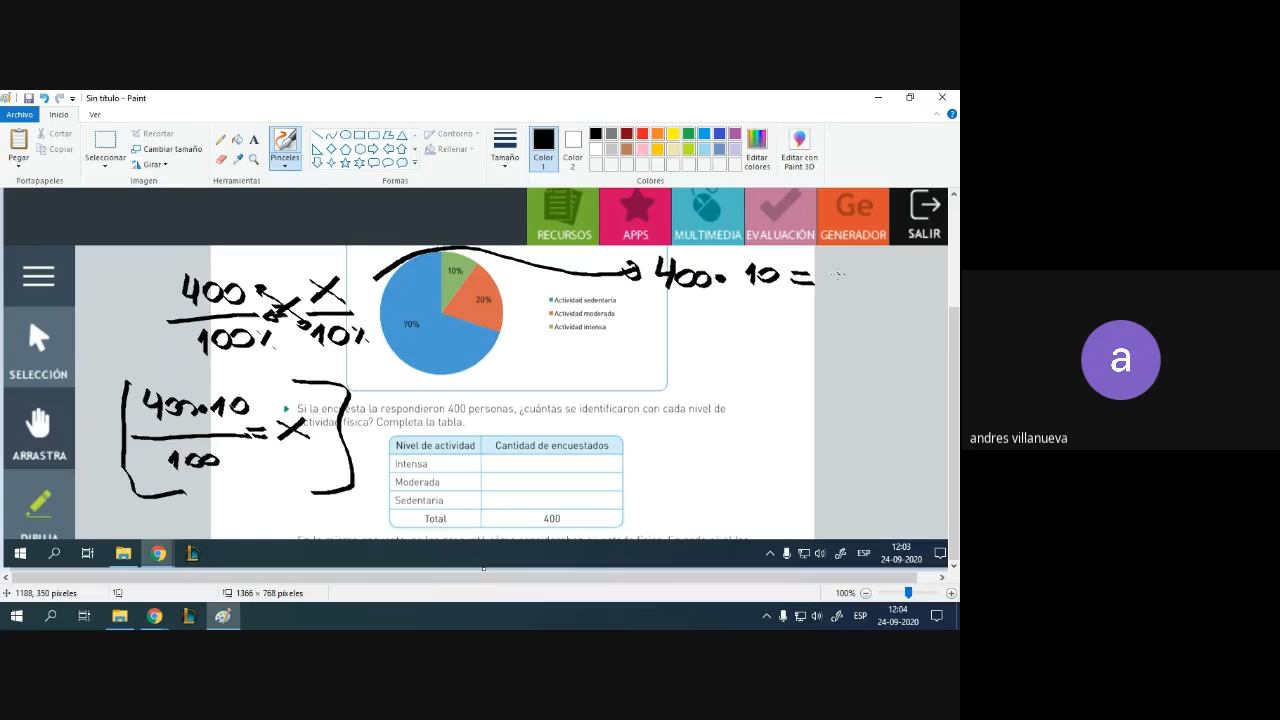 Sin título - Paint
Archivo Inicio Ver
Pegar
Cortar
Copiar
Portapapeles
Seleccionar
Recortar
Cambiar tamaño
Girar
Imagen
Herramientas
Pinceles
Contorno
Rellenar
Formas
Tamaño
Color 1
Color 2
Editar colores
Editar con Paint 3D
Colores
RECURSOS
APPS
MULTIMEDIA
EVALUACIÓN
Ge
GENERADOR
SALIR
SELECCIÓN
ARRASTRA
DIBUJA
400 X
100% 10%
10%
20%
70%
Actividad sedentaria
Actividad moderada
Actividad intensa
400 · 10 =
400·10 = X
100
Si la encuesta la respondieron 400 personas, ¿cuántas se identificaron con cada nivel de
actividad física? Completa la tabla.
Nivel de actividad Cantidad de encuestados
Intensa
Moderada
Sedentaria
Total 400
ESP
12:03
24-09-2020
1188, 350 píxeles
1366 × 768 píxeles
100%
ESP
12:04
24-09-2020
a
andres villanueva